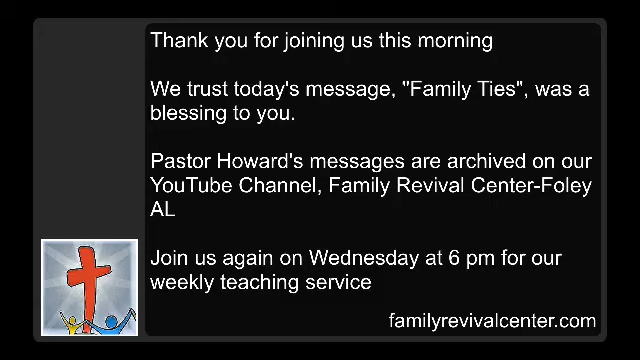 Thank you for joining us this morning
We trust today's message, "Family Ties", was a
blessing to you.
Pastor Howard's messages are archived on our
YouTube Channel, Family Revival Center-Foley
AL
Join us again on Wednesday at 6 pm for our
weekly teaching service
familyrevivalcenter.com